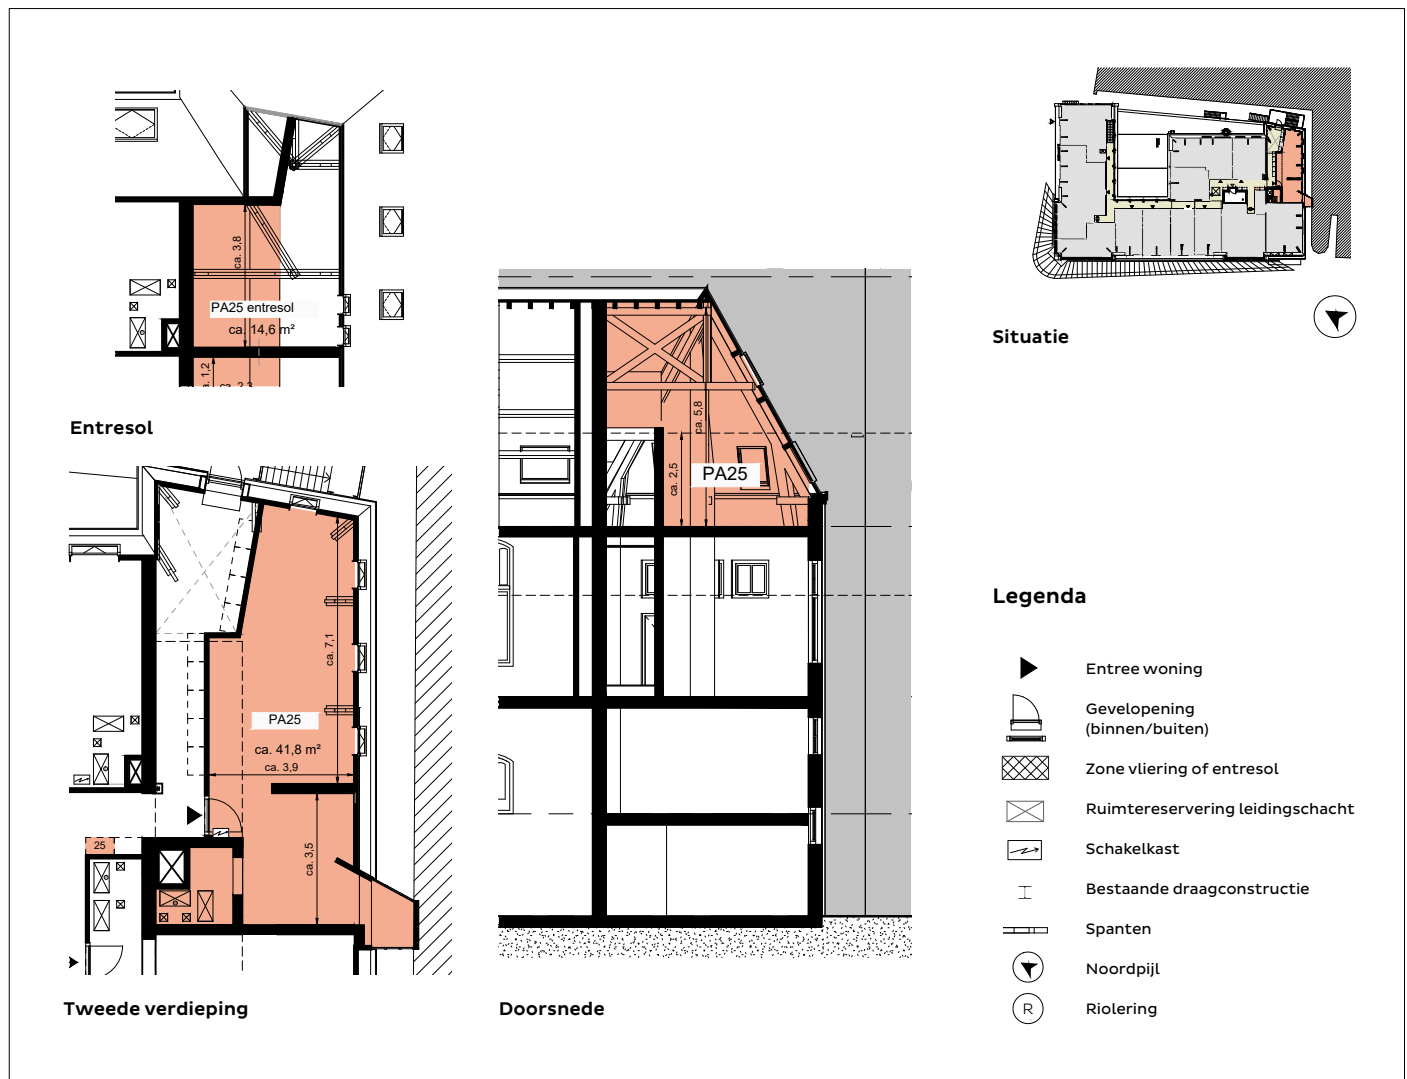 ca. 3,8
PA25 entresol
ca. 14,6 m²
ca. 2,3
Entresol
ca. 7,1
PA25
ca. 41,8 m²
ca. 3,9
ca. 3,5
25
Tweede verdieping
ca. 5,8
ca. 2,5
PA25
Doorsnede
Situatie
Legenda
Entree woning
Gevelopening
(binnen/buiten)
Zone vliering of entresol
Ruimtereservering leidingschacht
Schakelkast
Bestaande draagconstructie
Spanten
Noordpijl
R
Riolering